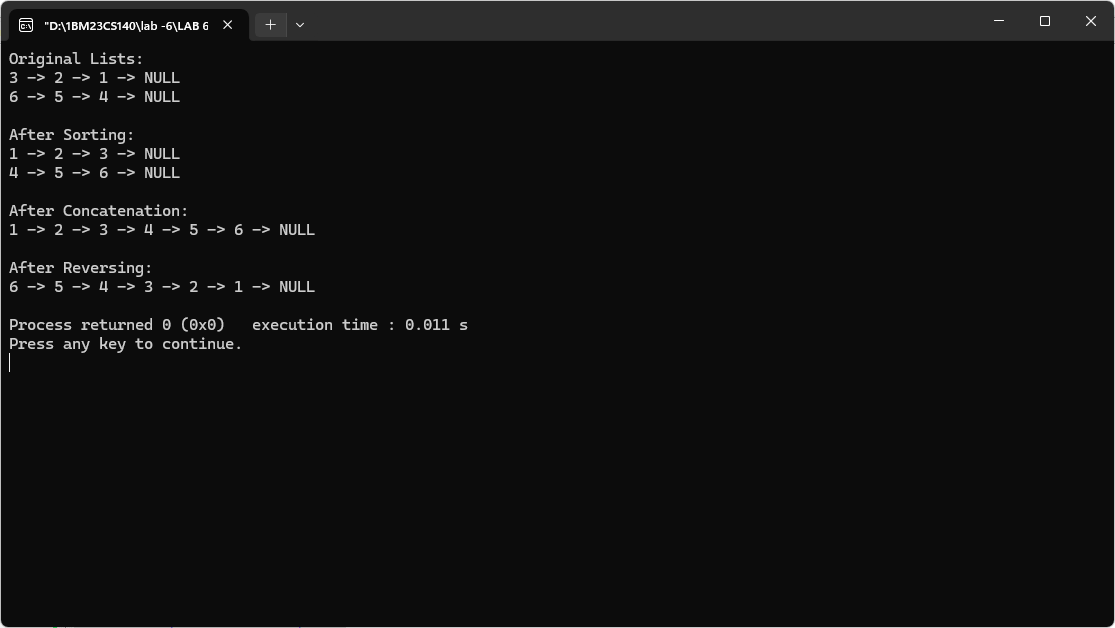 "D:\1BM23CS140\lab -6\LAB 6
Original Lists:
3 -> 2 -> 1 -> NULL
6 -> 5 -> 4 -> NULL
After Sorting:
1 -> 2 -> 3 -> NULL
4 -> 5 -> 6 -> NULL
After Concatenation:
1 -> 2 -> 3 -> 4 -> 5 -> 6 -> NULL
After Reversing:
6 -> 5 -> 4 -> 3 -> 2 -> 1 -> NULL
Process returned 0 (0x0)   execution time : 0.011 s
Press any key to continue.